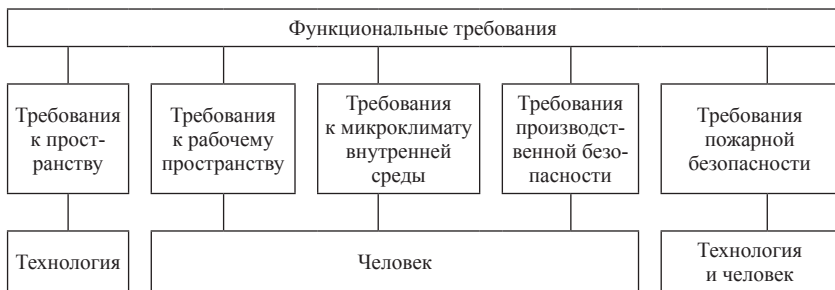 Функциональные требования
Требования
к прост-
ранству
Требования
к рабочему
пространству
Требования
к микроклимату
внутренней
среды
Требования
производст-
венной безо-
пасности
Требования
пожарной
безопасности
Технология
Человек
Технология
и человек